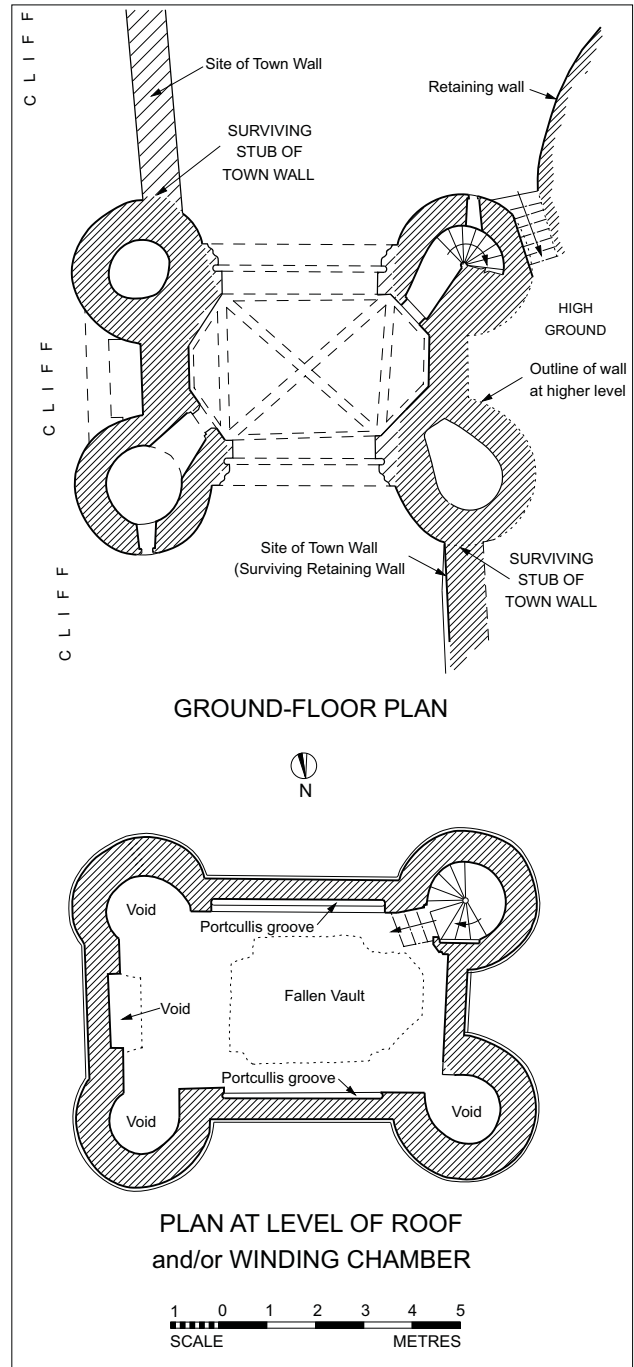 C L I F F
Site of Town Wall
Retaining wall
SURVIVING
STUB OF
TOWN WALL
HIGH
GROUND
C L I F F
Outline of wall
at higher level
Site of Town Wall
(Surviving Retaining Wall
SURVIVING
STUB OF
TOWN WALL
C L I F F
GROUND-FLOOR PLAN
N
Void
Portcullis groove
Void
Fallen Vault
Portcullis groove
Void
Void
PLAN AT LEVEL OF ROOF
and/or WINDING CHAMBER
1 0 1 2 3 4 5
SCALE METRES